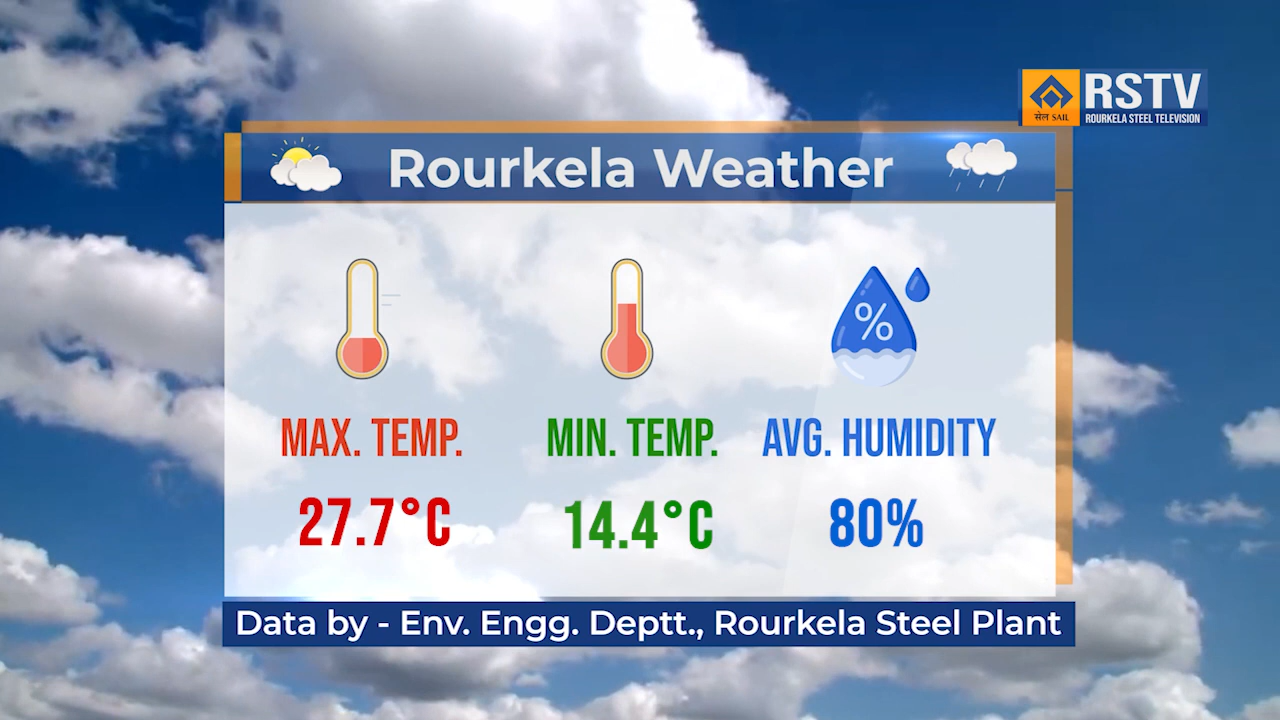 सेल SAIL
RSTV
ROURKELA STEEL TELEVISION
Rourkela Weather
%
MAX. TEMP.
MIN. TEMP.
AVG. HUMIDITY
27.7°C
14.4°C
80%
Data by - Env. Engg. Deptt., Rourkela Steel Plant